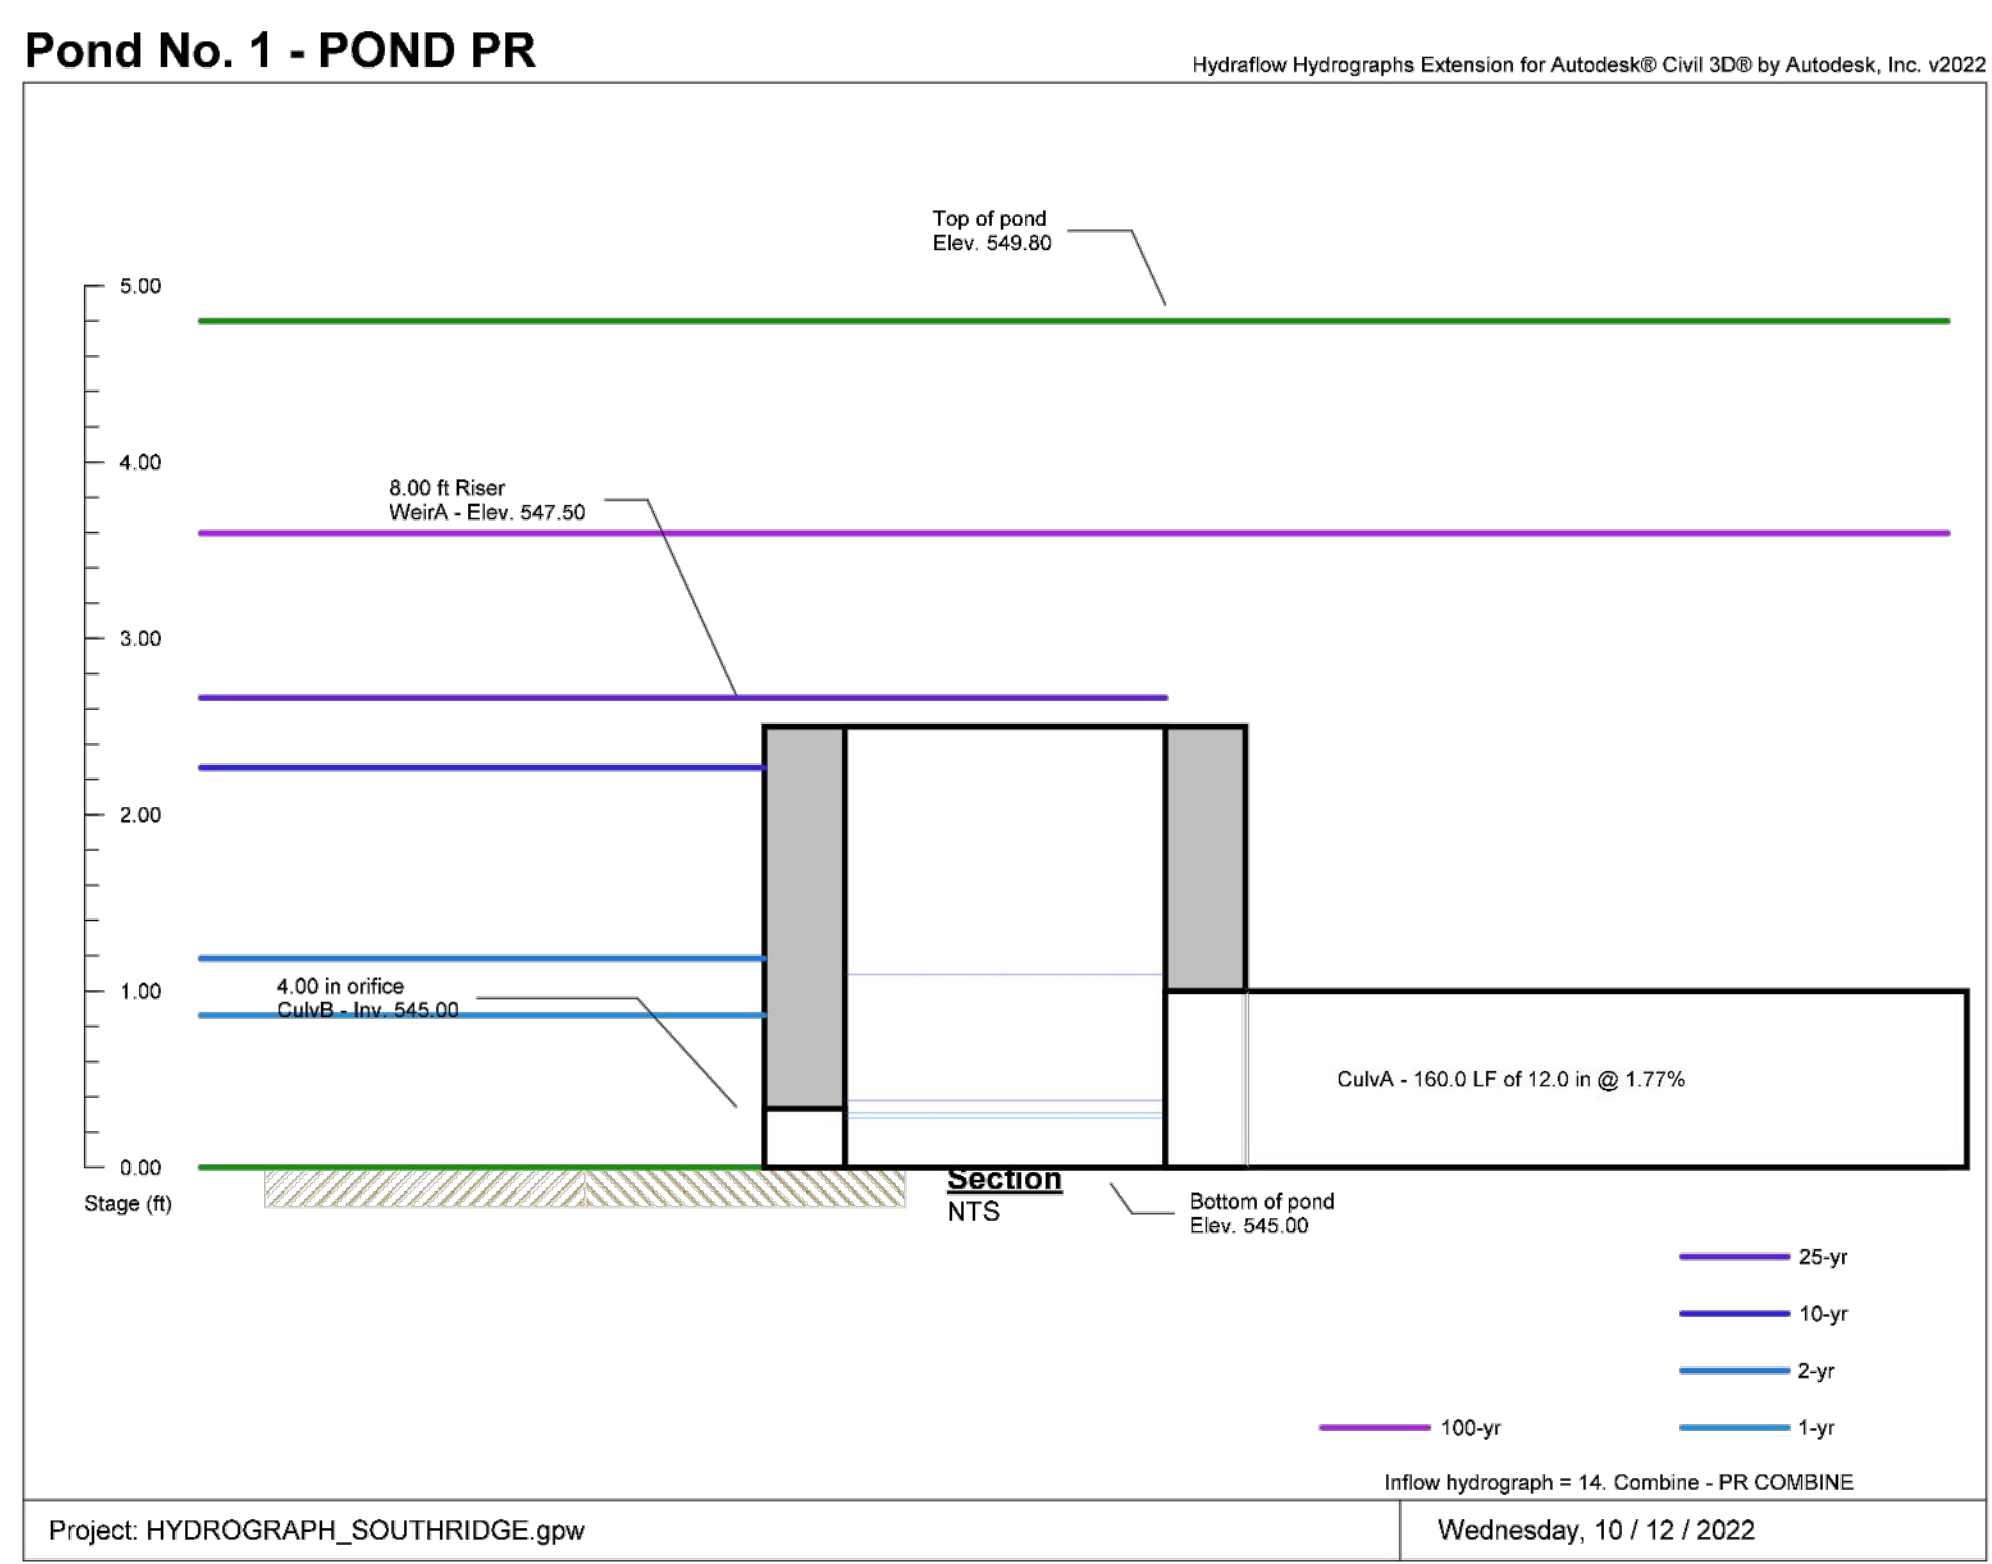 Pond No. 1 - POND PR
Hydraflow Hydrographs Extension for Autodesk® Civil 3D® by Autodesk, Inc. v2022
Top of pond
Elev. 549.80
5.00
4.00
8.00 ft Riser
WeirA - Elev. 547.50
3.00
2.00
1.00
4.00 in orifice
CulvB - Inv. 545.00
CulvA - 160.0 LF of 12.0 in @ 1.77%
0.00
Stage (ft)
Section
NTS
Bottom of pond
Elev. 545.00
25-yr
10-yr
2-yr
100-yr
1-yr
Inflow hydrograph = 14. Combine - PR COMBINE
Project: HYDROGRAPH_SOUTHRIDGE.gpw
Wednesday, 10 / 12 / 2022